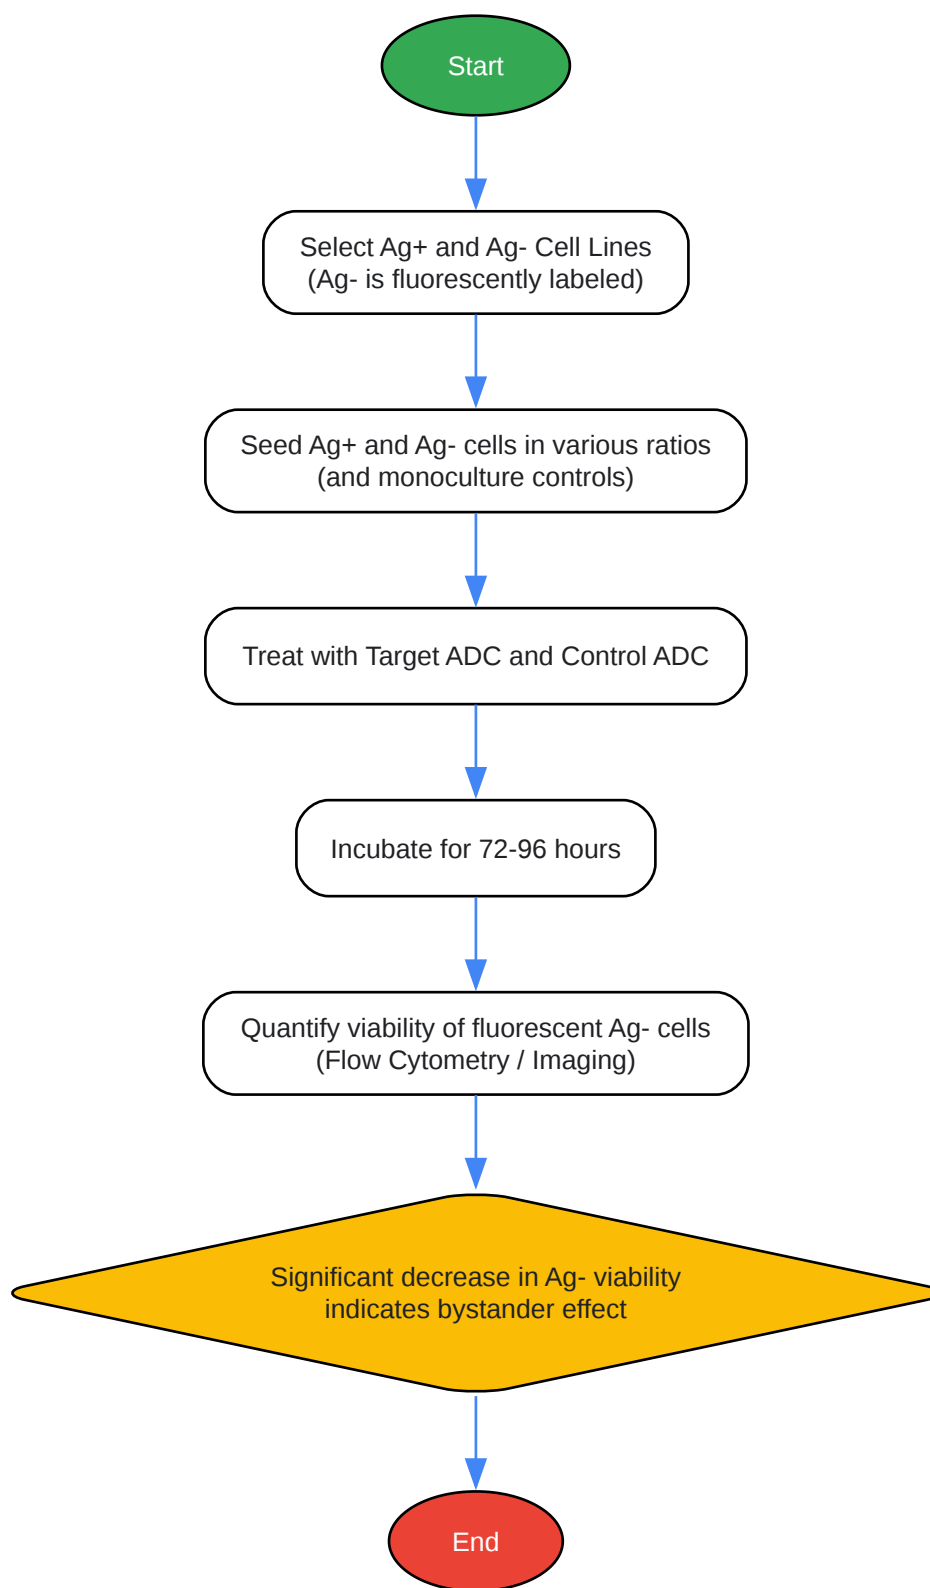 Start
Select Ag+ and Ag- Cell Lines
(Ag- is fluorescently labeled)
Seed Ag+ and Ag- cells in various ratios
(and monoculture controls)
Treat with Target ADC and Control ADC
Incubate for 72-96 hours
Quantify viability of fluorescent Ag- cells
(Flow Cytometry / Imaging)
Significant decrease in Ag- viability
indicates bystander effect
End